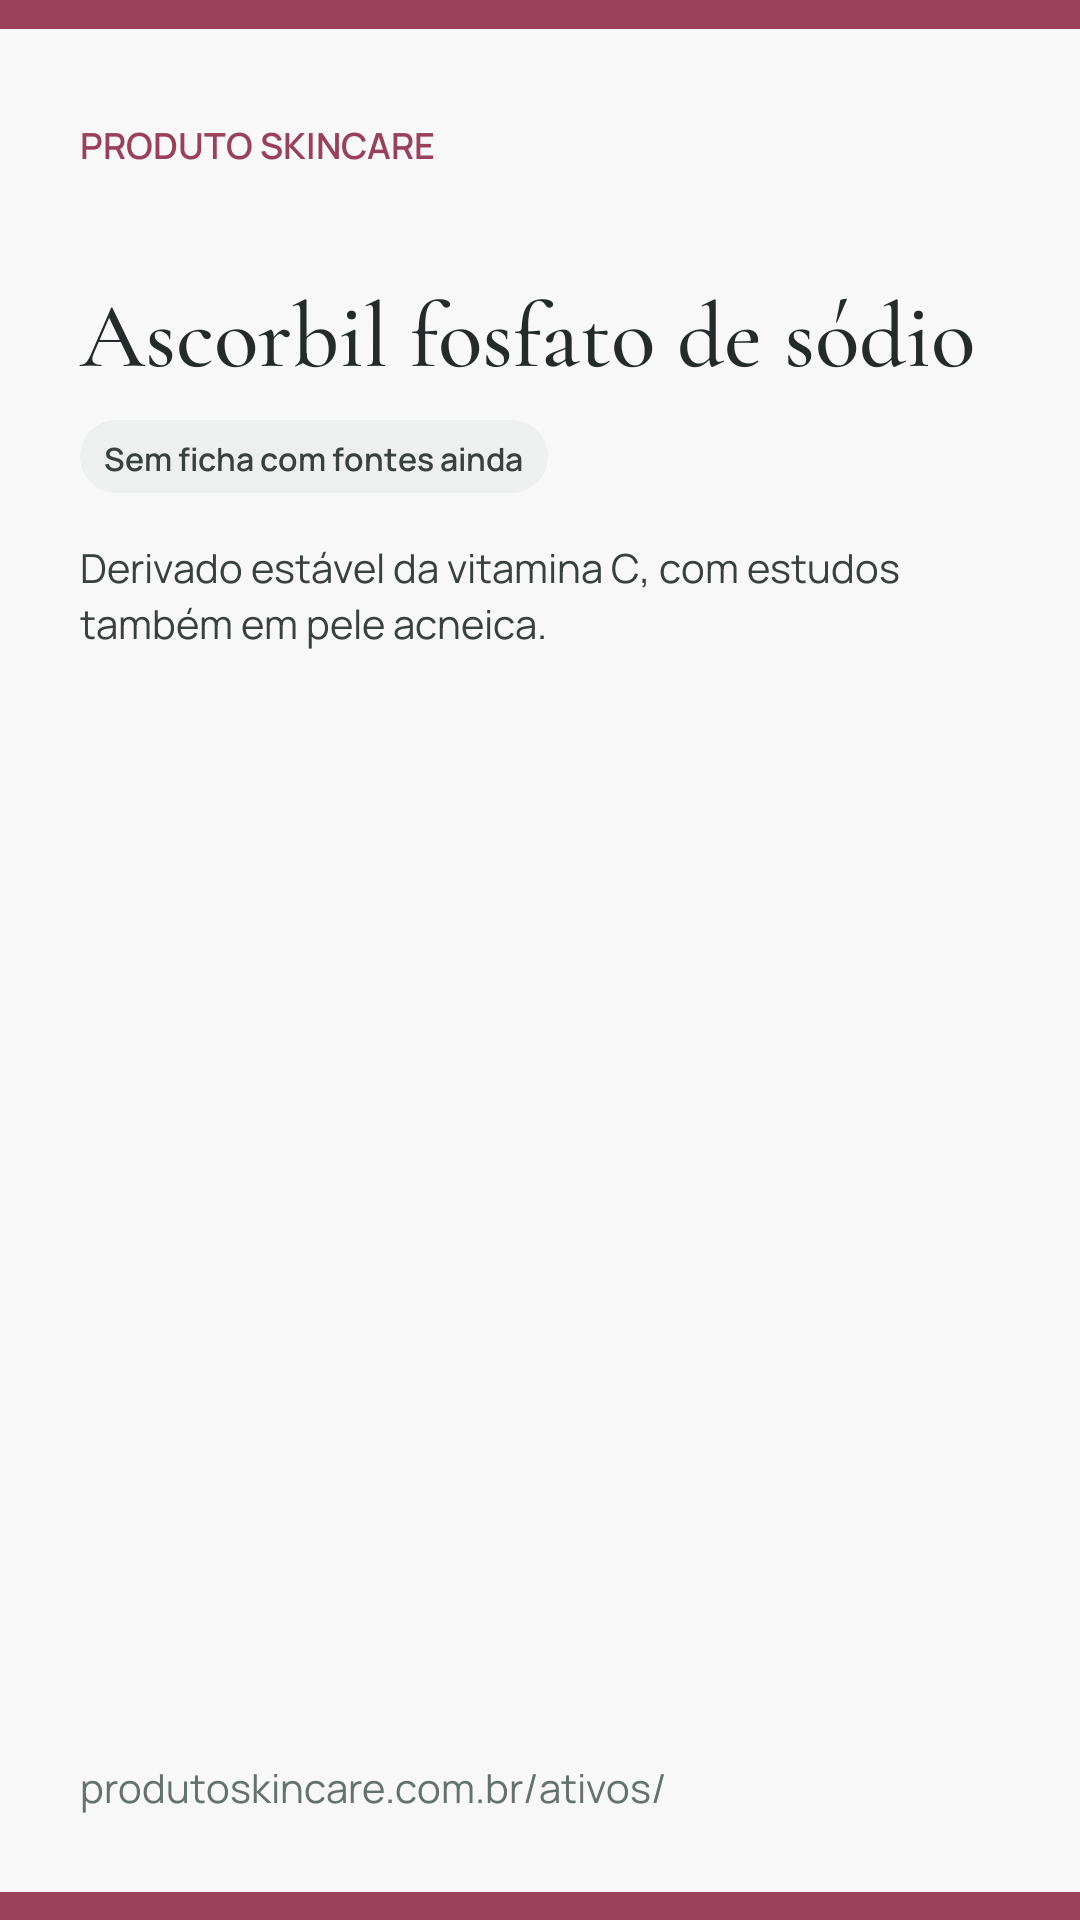 PRODUTO SKINCARE
Ascorbil fosfato de sódio
Sem ficha com fontes ainda
Derivado estável da vitamina C, com estudos
também em pele acneica.
produtoskincare.com.br/ativos/